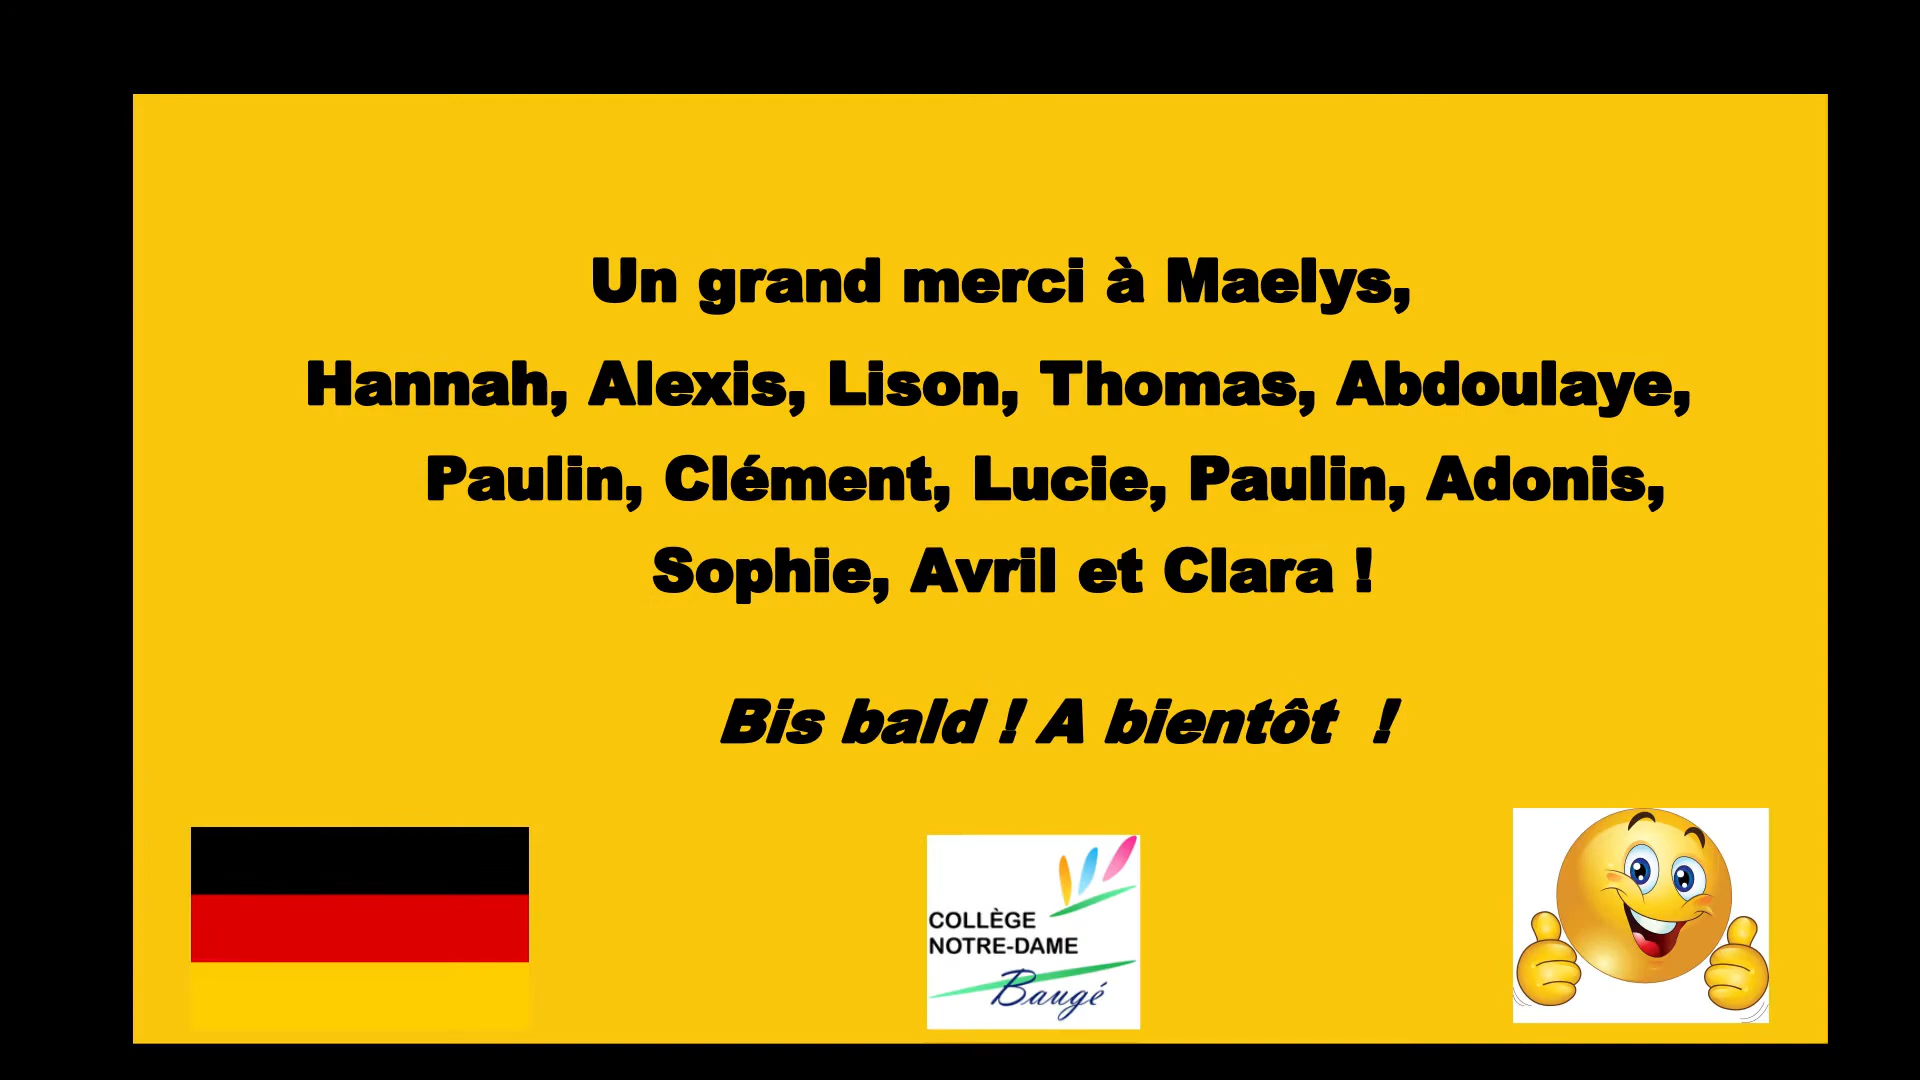 Un grand merci à Maelys,
Hannah, Alexis, Lison, Thomas, Abdoulaye,
Paulin, Clément, Lucie, Paulin, Adonis,
Sophie, Avril et Clara !
Bis bald ! A bientôt  !
COLLÈGE
NOTRE-DAME
Baugé